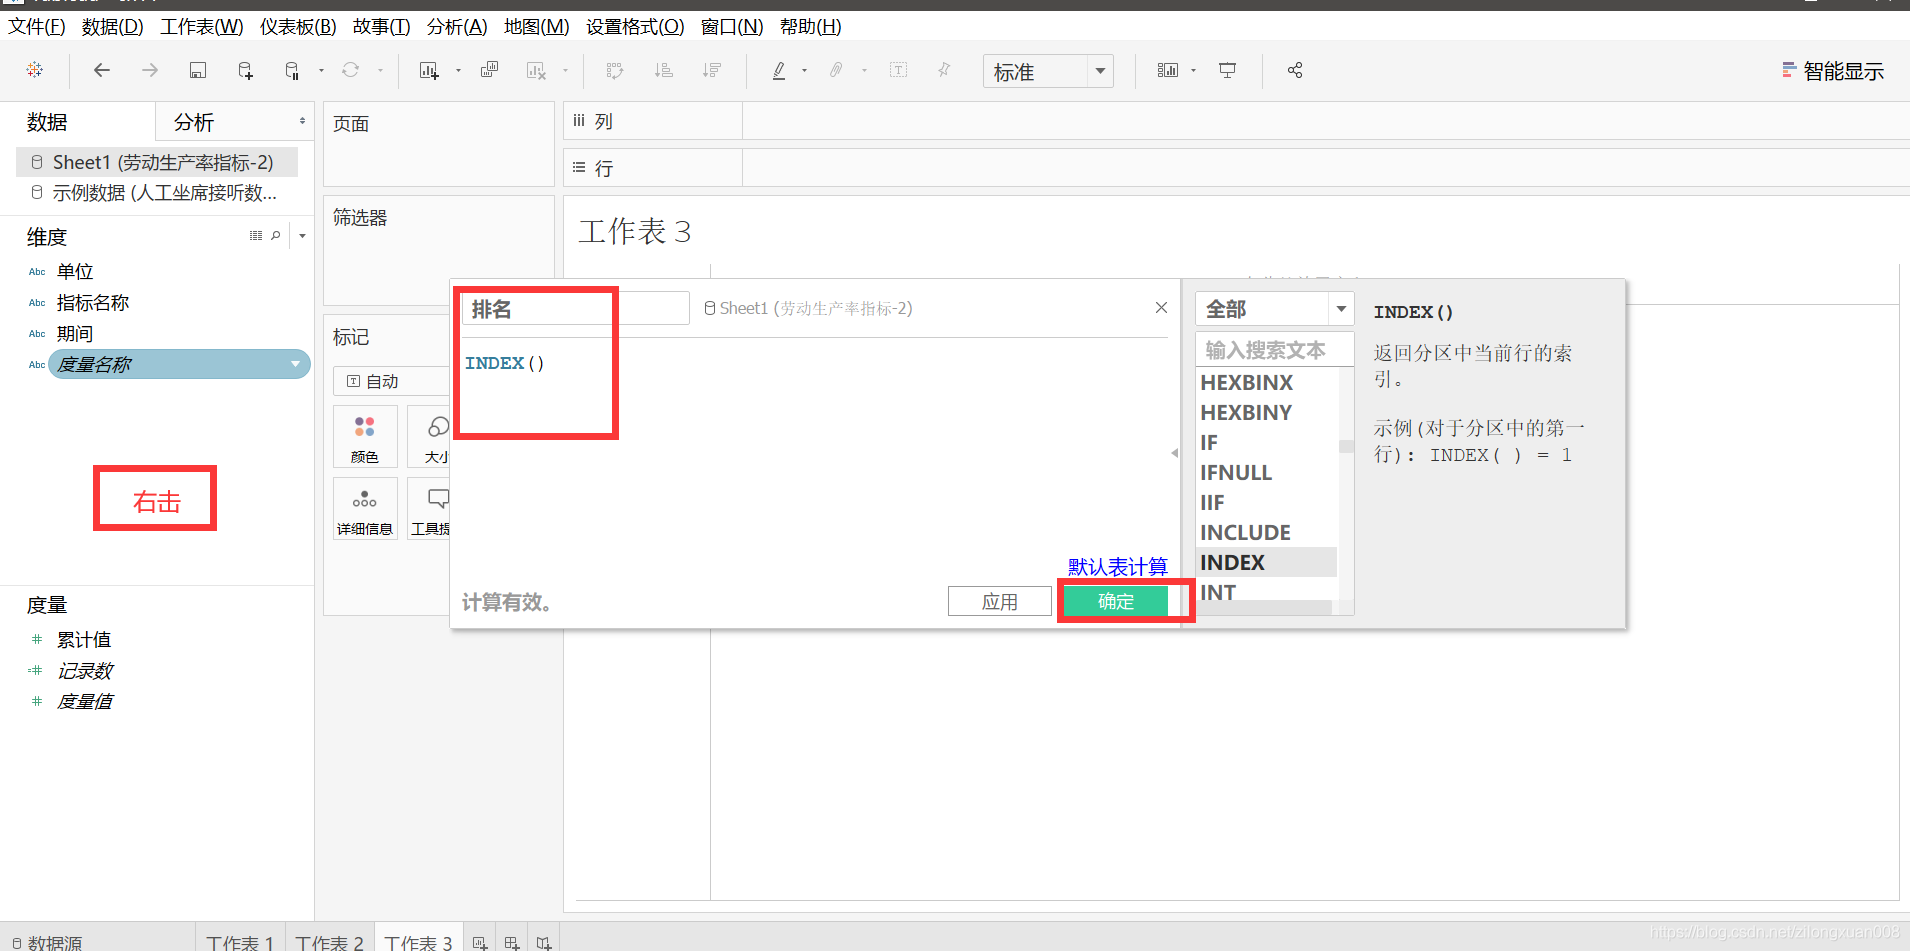 文件(F) 数据(D) 工作表(W) 仪表板(B) 故事(T) 分析(A) 地图(M) 设置格式(O) 窗口(N) 帮助(H)
标准
智能显示
数据
分析
Sheet1 (劳动生产率指标-2)
示例数据 (人工坐席接听数...
维度
Abc 单位
Abc 指标名称
Abc 期间
Abc 度量名称
右击
度量
累计值
记录数
度量值
页面
筛选器
标记
自动
颜色
大小
详细信息
工具提
列
行
工作表 3
排名
Sheet1 (劳动生产率指标-2)
INDEX()
默认表计算
计算有效。
应用
确定
全部
输入搜索文本
HEXBINX
HEXBINY
IF
IFNULL
IIF
INCLUDE
INDEX
INT
INDEX()
返回分区中当前行的索
引。
示例(对于分区中的第一
行): INDEX( ) = 1
数据源
工作表 1
工作表 2
工作表 3
https://blog.csdn.net/zilongxuan008